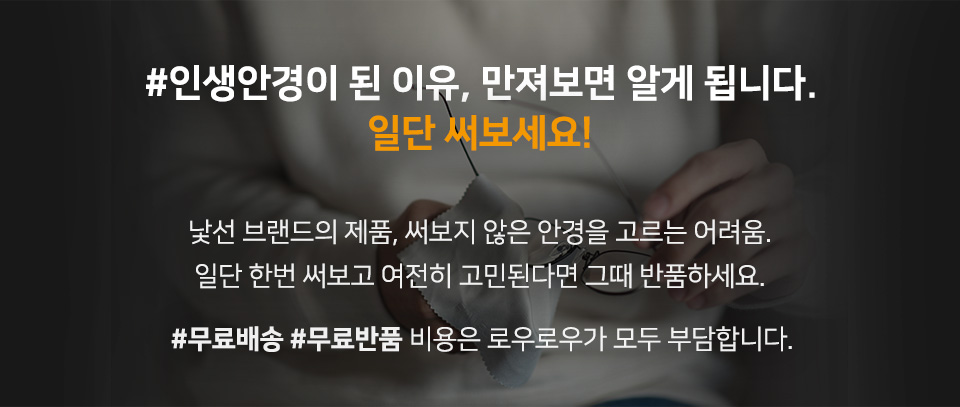 #인생안경이 된 이유, 만져보면 알게 됩니다.
일단 써보세요!
낯선 브랜드의 제품, 써보지 않은 안경을 고르는 어려움.
일단 한번 써보고 여전히 고민된다면 그때 반품하세요.
#무료배송 #무료반품 비용은 로우로우가 모두 부담합니다.